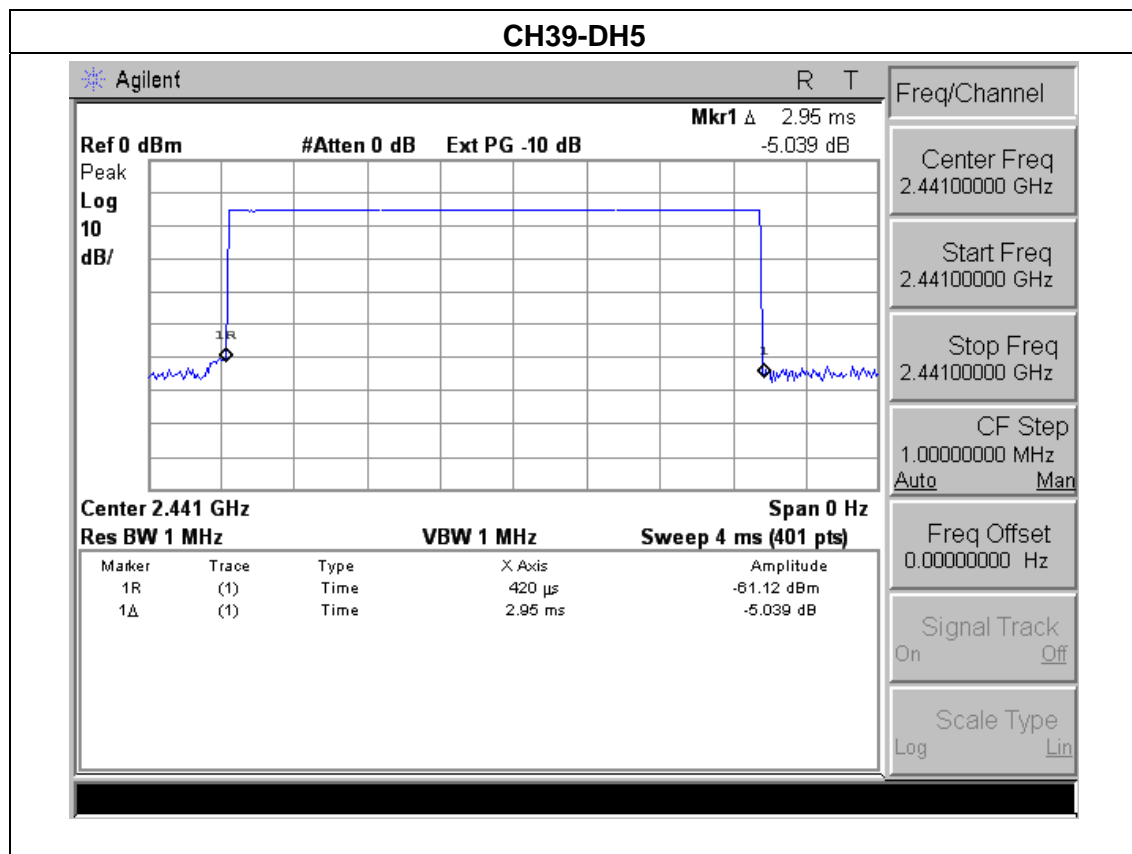 CH39-DH5
Agilent R T
Mkr1 Δ 2.95 ms
Ref 0 dBm #Atten 0 dB Ext PG -10 dB -5.039 dB
Peak
Log
10
dB/
1R
1
Center 2.441 GHz Span 0 Hz
Res BW 1 MHz VBW 1 MHz Sweep 4 ms (401 pts)
Marker Trace Type X Axis Amplitude
1R (1) Time 420 µs -61.12 dBm
1Δ (1) Time 2.95 ms -5.039 dB
Freq/Channel
Center Freq
2.44100000 GHz
Start Freq
2.44100000 GHz
Stop Freq
2.44100000 GHz
CF Step
1.00000000 MHz
Auto Man
Freq Offset
0.00000000 Hz
Signal Track
On Off
Scale Type
Log Lin